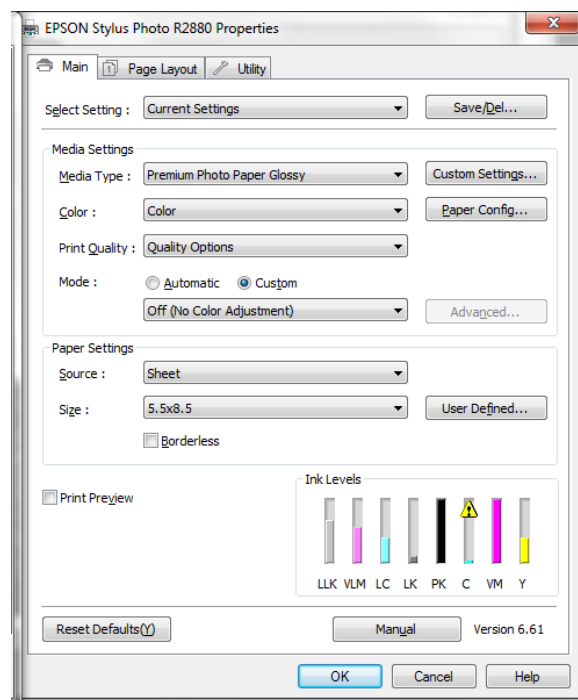 EPSON Stylus Photo R2880 Properties
Main Page Layout Utility
Select Setting : Current Settings Save/Del...
Media Settings
Media Type : Premium Photo Paper Glossy Custom Settings...
Color : Color Paper Config...
Print Quality : Quality Options
Mode : Automatic Custom
Off (No Color Adjustment) Advanced...
Paper Settings
Source : Sheet
Size : 5.5x8.5 User Defined...
Borderless
Print Preview
Ink Levels
LLK VLM LC LK PK C VM Y
Reset Defaults(Y) Manual Version 6.61
OK Cancel Help